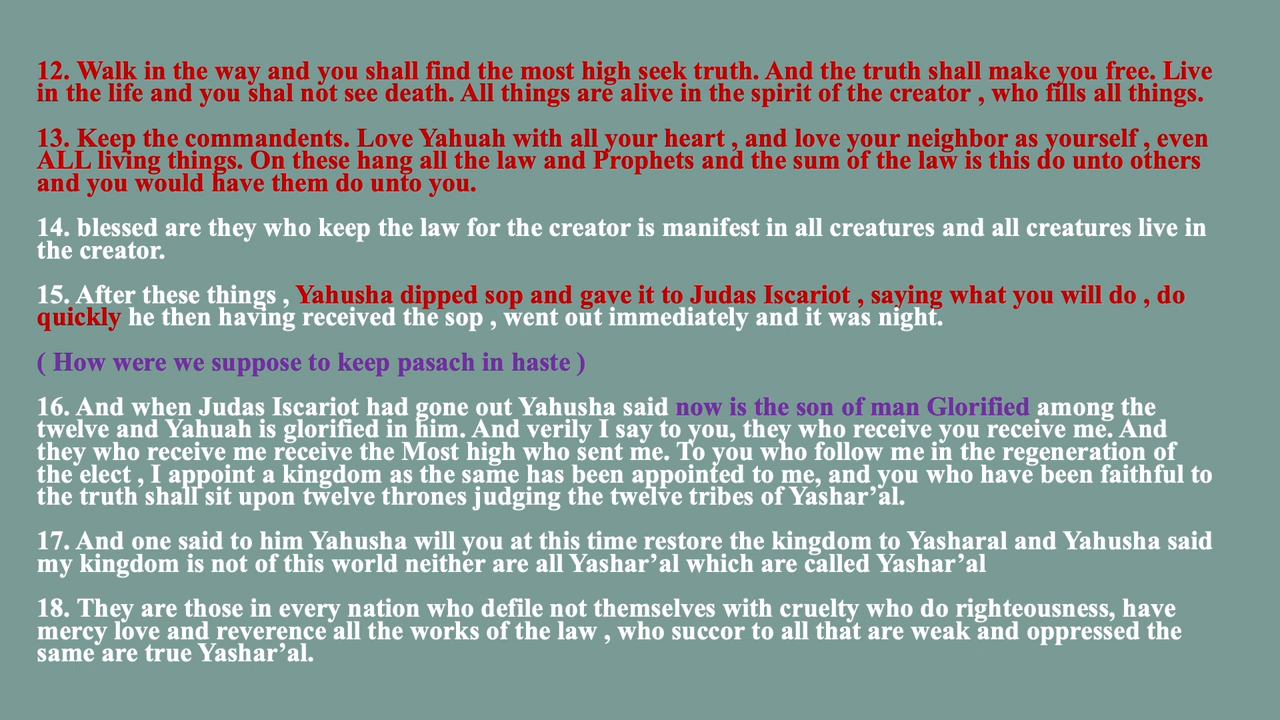 12. Walk in the way and you shall find the most high seek truth. And the truth shall make you free. Live
in the life and you shal not see death. All things are alive in the spirit of the creator , who fills all things.
13. Keep the commandents. Love Yahuah with all your heart , and love your neighbor as yourself , even
ALL living things. On these hang all the law and Prophets and the sum of the law is this do unto others
and you would have them do unto you.
14. blessed are they who keep the law for the creator is manifest in all creatures and all creatures live in
the creator.
15. After these things , Yahusha dipped sop and gave it to Judas Iscariot , saying what you will do , do
quickly he then having received the sop , went out immediately and it was night.
( How were we suppose to keep pasach in haste )
16. And when Judas Iscariot had gone out Yahusha said now is the son of man Glorified among the
twelve and Yahuah is glorified in him. And verily I say to you, they who receive you receive me. And
they who receive me receive the Most high who sent me. To you who follow me in the regeneration of
the elect , I appoint a kingdom as the same has been appointed to me, and you who have been faithful to
the truth shall sit upon twelve thrones judging the twelve tribes of Yashar’al.
17. And one said to him Yahusha will you at this time restore the kingdom to Yasharal and Yahusha said
my kingdom is not of this world neither are all Yashar’al which are called Yashar’al
18. They are those in every nation who defile not themselves with cruelty who do righteousness, have
mercy love and reverence all the works of the law , who succor to all that are weak and oppressed the
same are true Yashar’al.